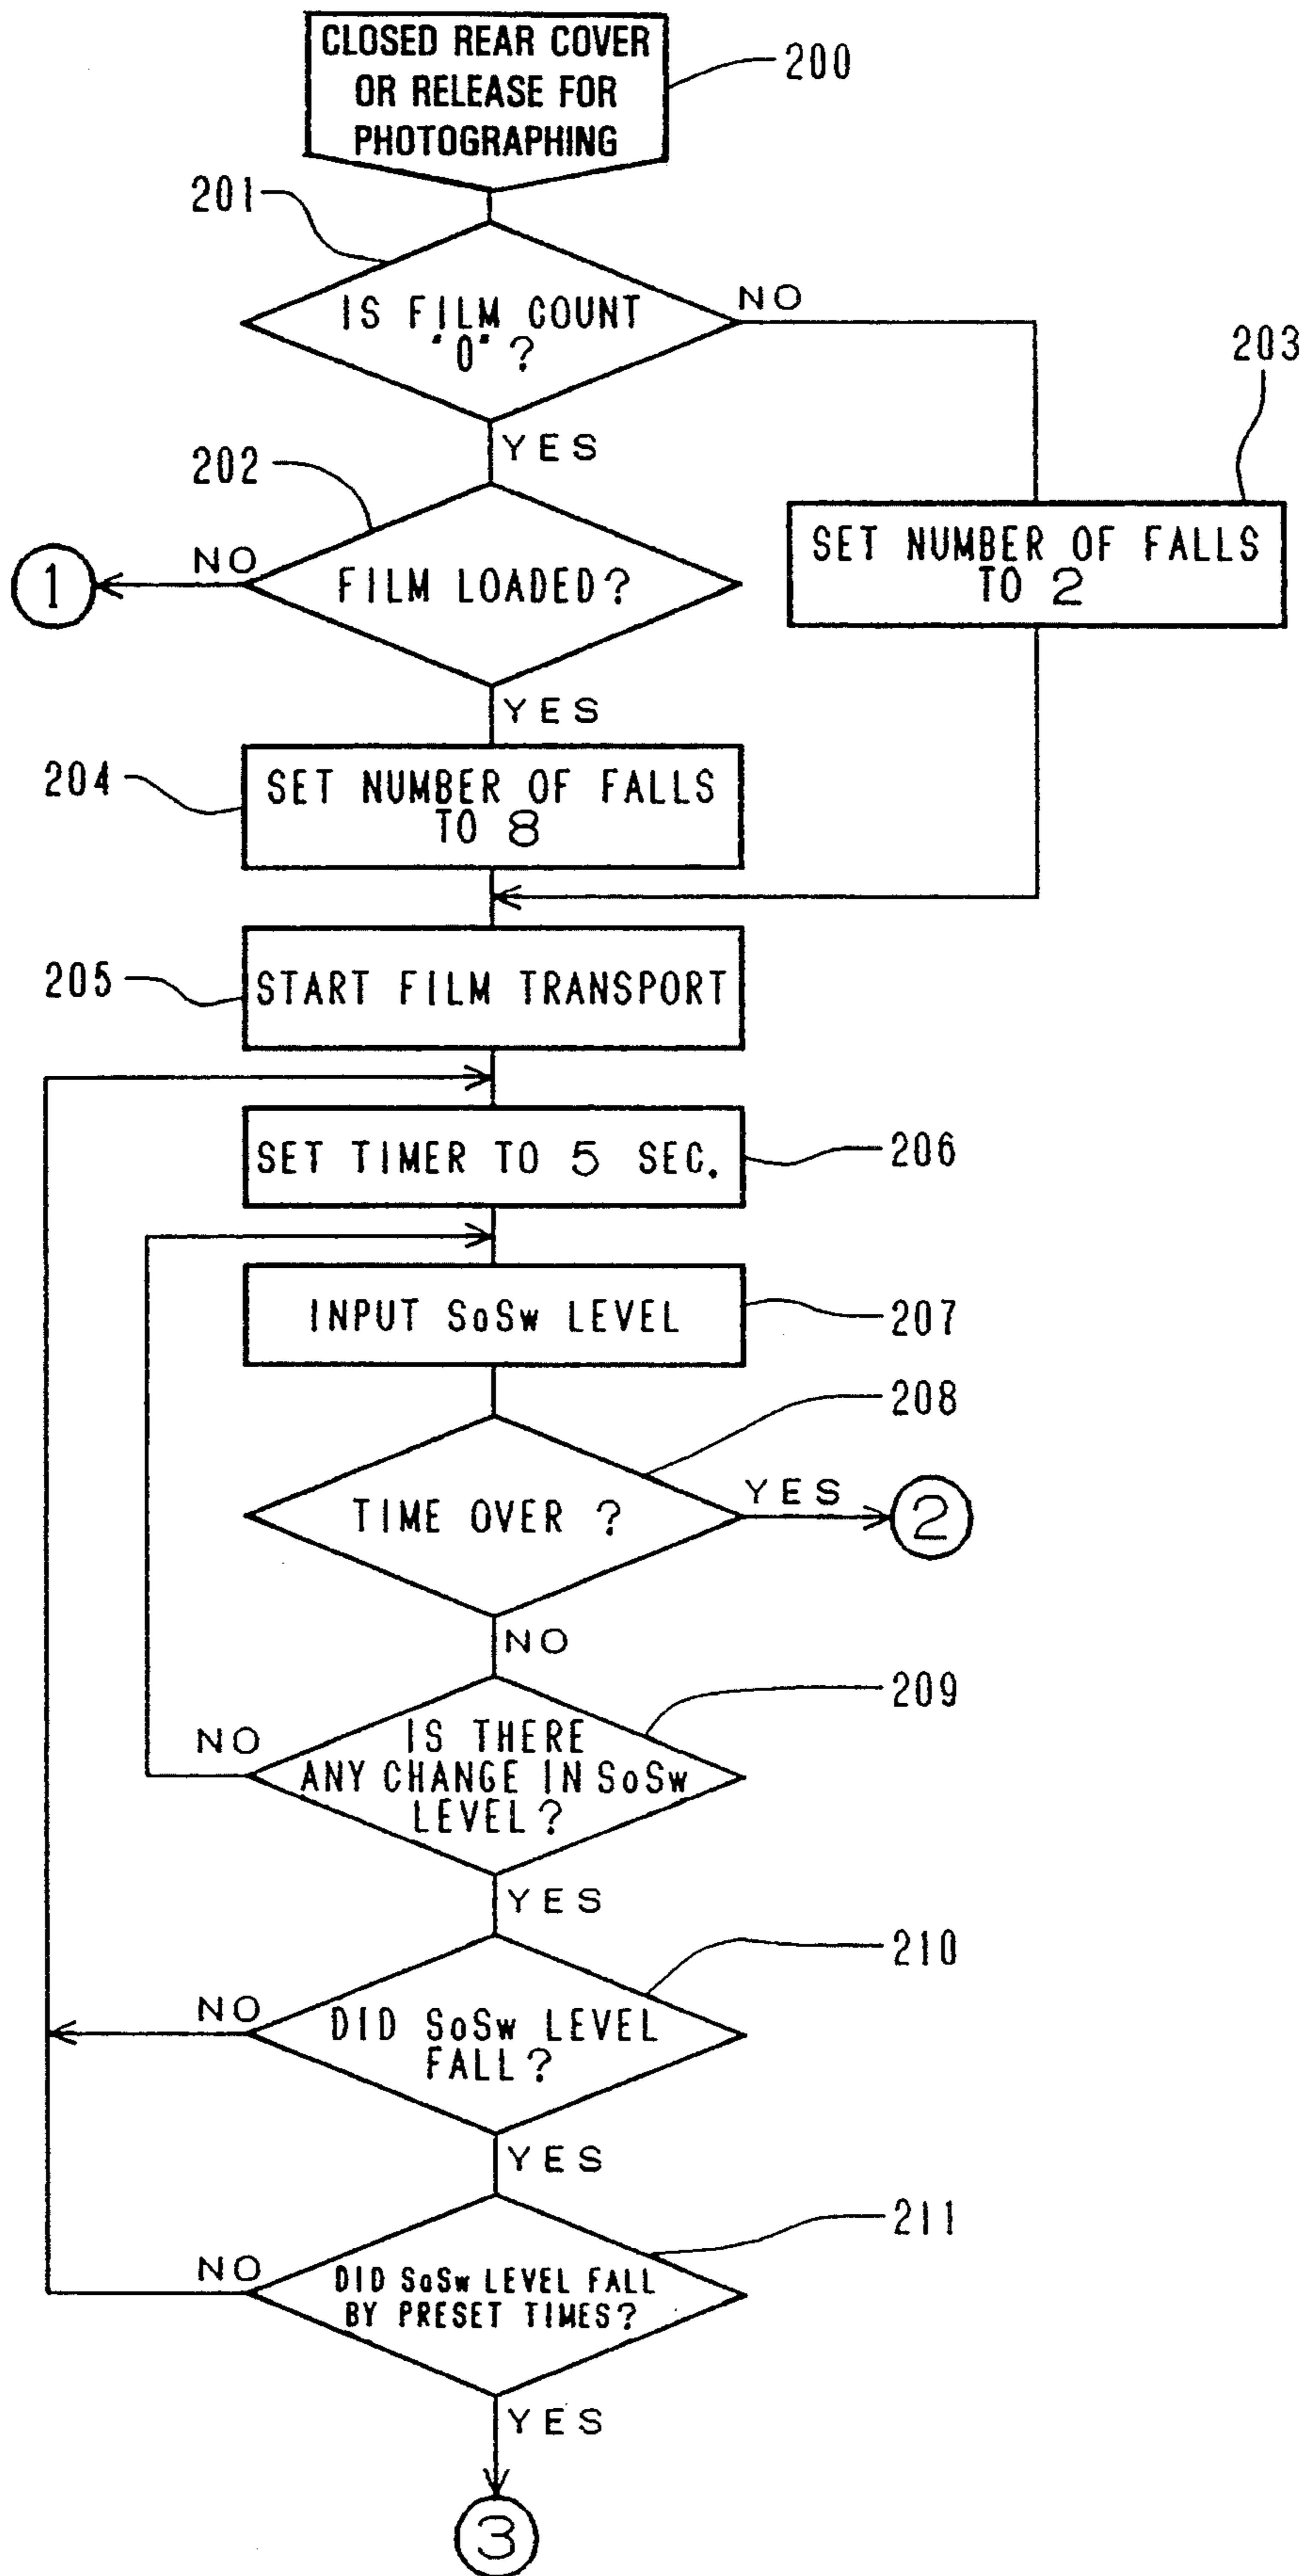 CLOSED REAR COVER
OR RELEASE FOR
PHOTOGRAPHING
200
201
IS FILM COUNT
"0"?
NO
203
YES
202
SET NUMBER OF FALLS
TO 2
NO
1
FILM LOADED?
YES
204
SET NUMBER OF FALLS
TO 8
205
START FILM TRANSPORT
SET TIMER TO 5 SEC.
206
INPUT SoSw LEVEL
207
208
TIME OVER ?
YES
2
NO
209
NO
IS THERE
ANY CHANGE IN SoSw
LEVEL?
YES
210
NO
DID SoSw LEVEL
FALL?
YES
211
NO
DID SoSw LEVEL FALL
BY PRESET TIMES?
YES
3